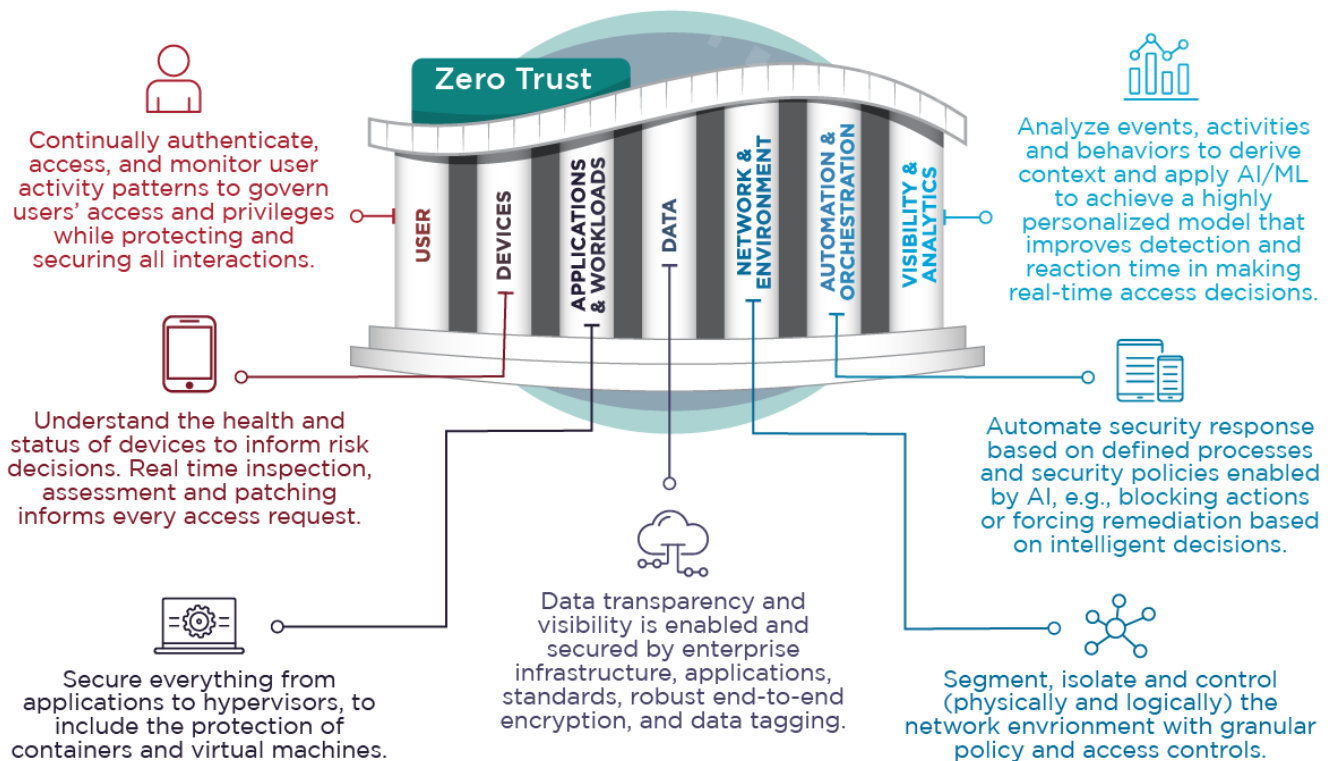 Zero Trust
USER
DEVICES
APPLICATIONS
& WORKLOADS
DATA
NETWORK &
ENVIRONMENT
AUTOMATION &
ORCHESTRATION
VISIBILITY &
ANALYTICS
Continually authenticate,
access, and monitor user
activity patterns to govern
users’ access and privileges
while protecting and
securing all interactions.
Understand the health and
status of devices to inform risk
decisions. Real time inspection,
assessment and patching
informs every access request.
Secure everything from
applications to hypervisors, to
include the protection of
containers and virtual machines.
Data transparency and
visibility is enabled and
secured by enterprise
infrastructure, applications,
standards, robust end-to-end
encryption, and data tagging.
Segment, isolate and control
(physically and logically) the
network envrionment with granular
policy and access controls.
Automate security response
based on defined processes
and security policies enabled
by AI, e.g., blocking actions
or forcing remediation based
on intelligent decisions.
Analyze events, activities
and behaviors to derive
context and apply AI/ML
to achieve a highly
personalized model that
improves detection and
reaction time in making
real-time access decisions.